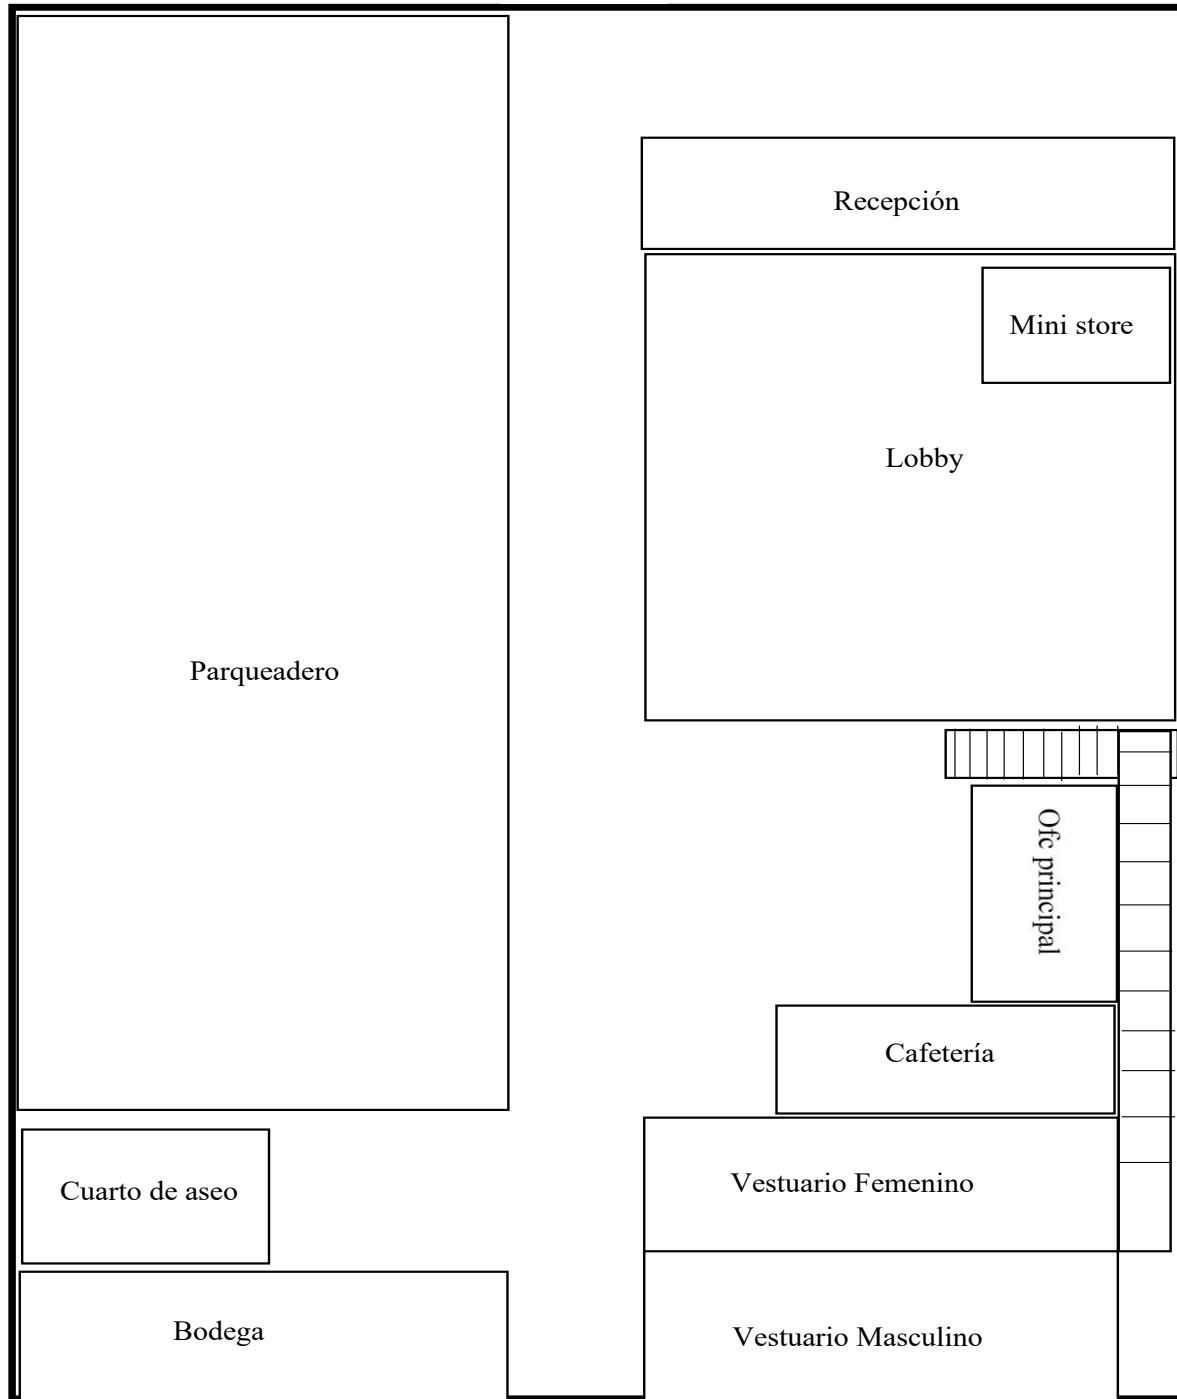 Recepción
Mini store
Lobby
Parqueadero
Ofc principal
Cafetería
Vestuario Femenino
Cuarto de aseo
Bodega
Vestuario Masculino